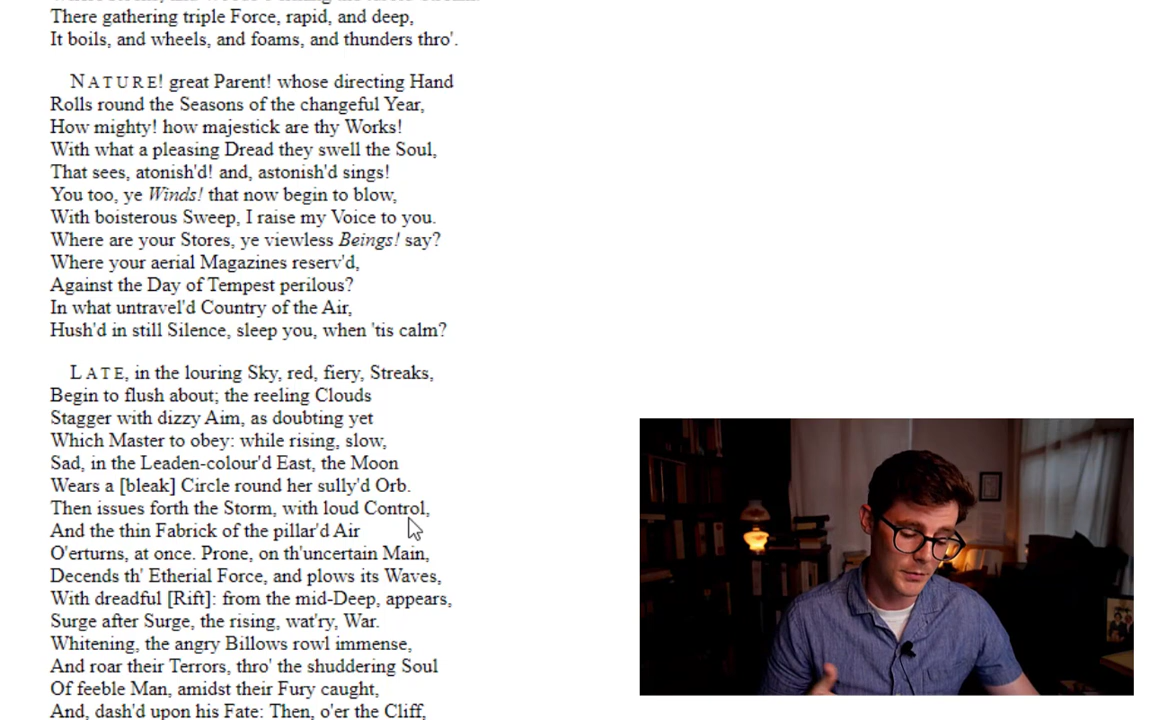 There gathering triple Force, rapid, and deep,
It boils, and wheels, and foams, and thunders thro'.
NATURE! great Parent! whose directing Hand
Rolls round the Seasons of the changeful Year,
How mighty! how majestick are thy Works!
With what a pleasing Dread they swell the Soul,
That sees, atonish'd! and, astonish'd sings!
You too, ye Winds! that now begin to blow,
With boisterous Sweep, I raise my Voice to you.
Where are your Stores, ye viewless Beings! say?
Where your aerial Magazines reserv'd,
Against the Day of Tempest perilous?
In what untravel'd Country of the Air,
Hush'd in still Silence, sleep you, when 'tis calm?
LATE, in the louring Sky, red, fiery, Streaks,
Begin to flush about; the reeling Clouds
Stagger with dizzy Aim, as doubting yet
Which Master to obey: while rising, slow,
Sad, in the Leaden-colour'd East, the Moon
Wears a [bleak] Circle round her sully'd Orb.
Then issues forth the Storm, with loud Control,
And the thin Fabrick of the pillar'd Air
O'erturns, at once. Prone, on th'uncertain Main,
Decends th' Etherial Force, and plows its Waves,
With dreadful [Rift]: from the mid-Deep, appears,
Surge after Surge, the rising, wat'ry, War.
Whitening, the angry Billows rowl immense,
And roar their Terrors, thro' the shuddering Soul
Of feeble Man, amidst their Fury caught,
And, dash'd upon his Fate: Then, o'er the Cliff,